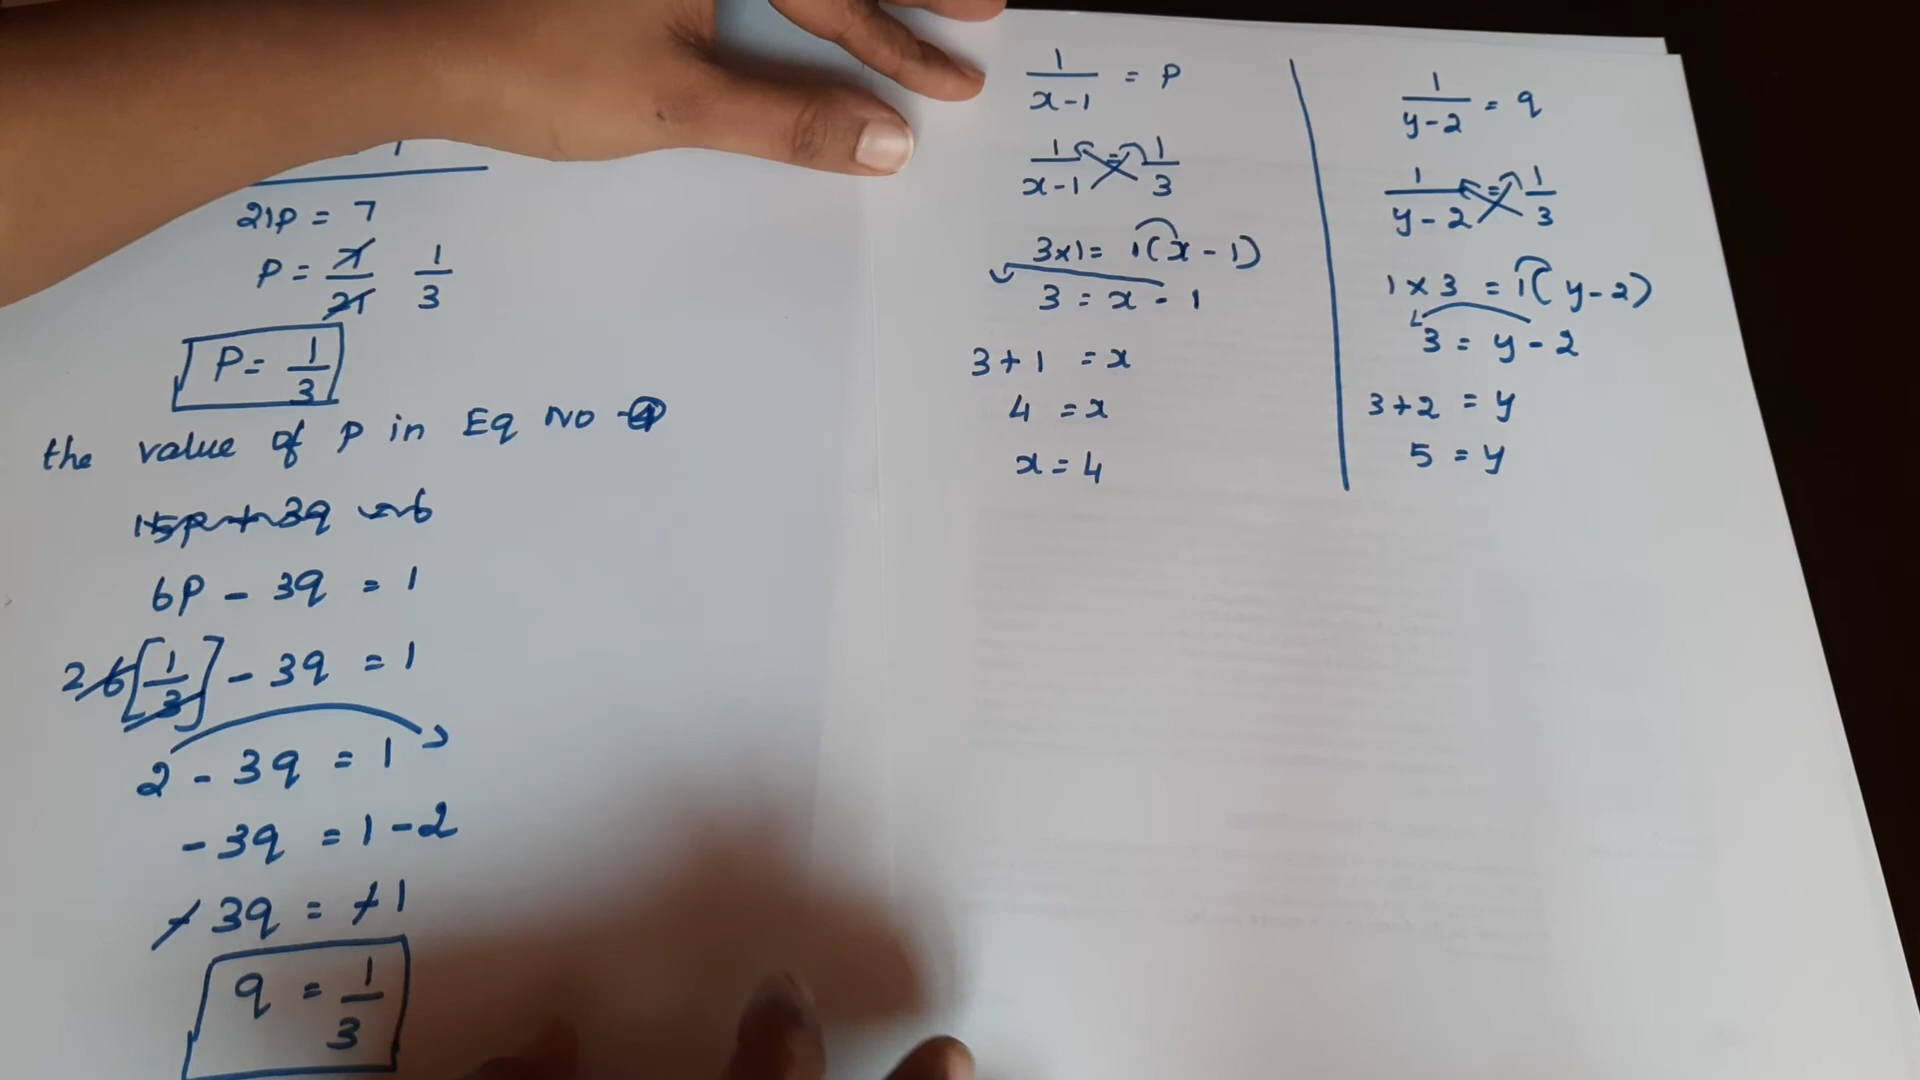 21p = 7
P = 7/21 1/3
P = 1/3
the value of p in Eq No
15p + 3q = 6
6P - 3q = 1
2 6[1/3] - 3q = 1
2 - 3q = 1
- 3q = 1 - 2
- 3q = - 1
q = 1/3
1/(x-1) = P
1/(x-1) = 1/3
3×1 = 1(x - 1)
3 = x - 1
3 + 1 = x
4 = x
x = 4
1/(y-2) = q
1/(y-2) = 1/3
1 × 3 = 1(y-2)
3 = y - 2
3+2 = y
5 = y